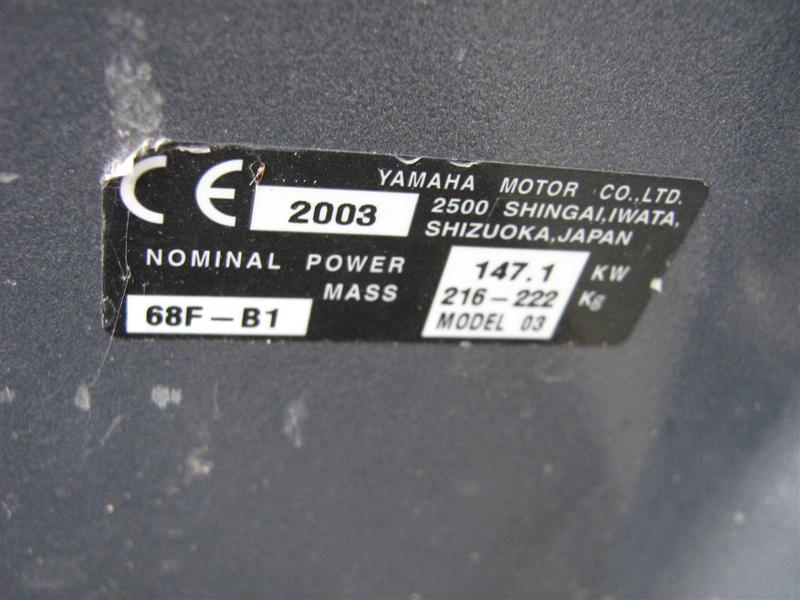 CE 2003
YAMAHA MOTOR CO.,LTD.
2500 SHINGAI,IWATA,
SHIZUOKA,JAPAN
NOMINAL POWER 147.1 KW
MASS 216-222 Kg
68F-B1
MODEL 03